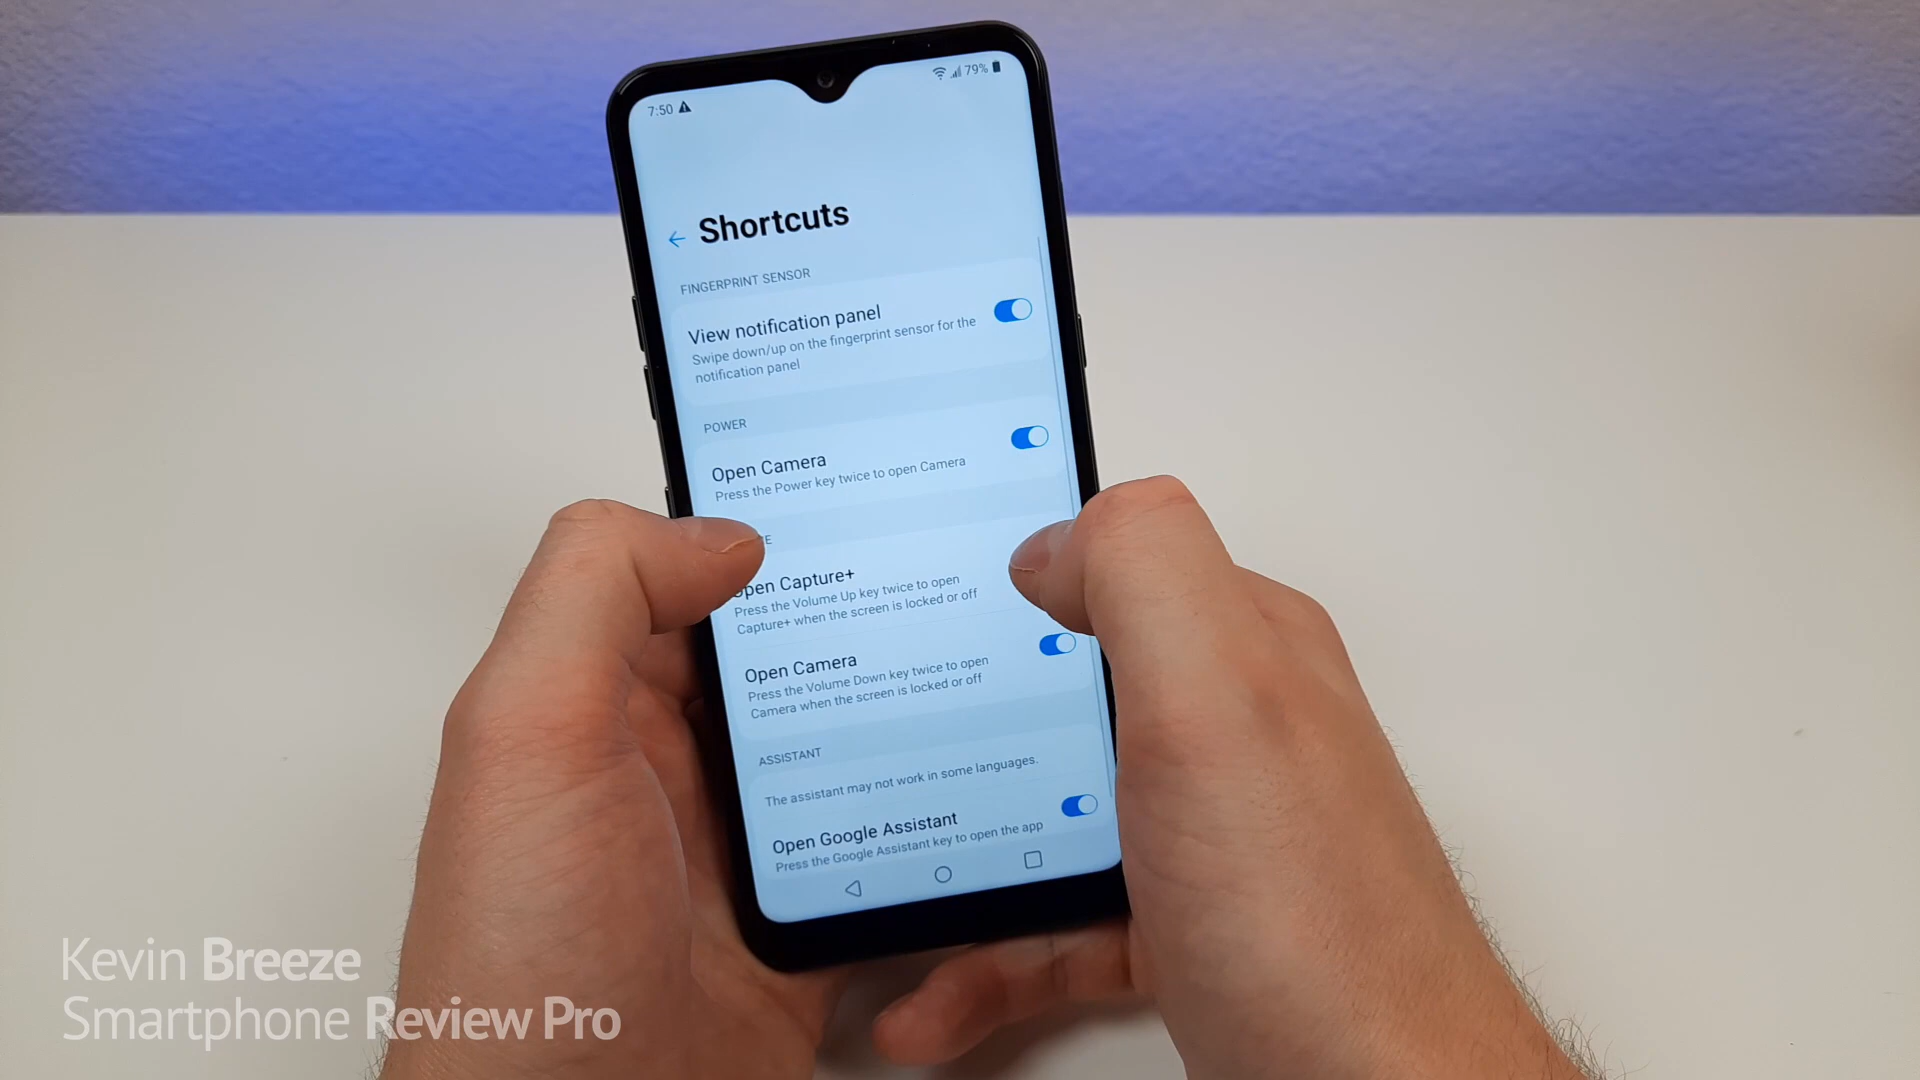 7:50
79%
Shortcuts
FINGERPRINT SENSOR
View notification panel
Swipe down/up on the fingerprint sensor for the
notification panel
POWER
Open Camera
Press the Power key twice to open Camera
Open Capture+
Press the Volume Up key twice to open
Capture+ when the screen is locked or off
Open Camera
Press the Volume Down key twice to open
Camera when the screen is locked or off
ASSISTANT
The assistant may not work in some languages.
Open Google Assistant
Press the Google Assistant key to open the app
Kevin Breeze
Smartphone Review Pro